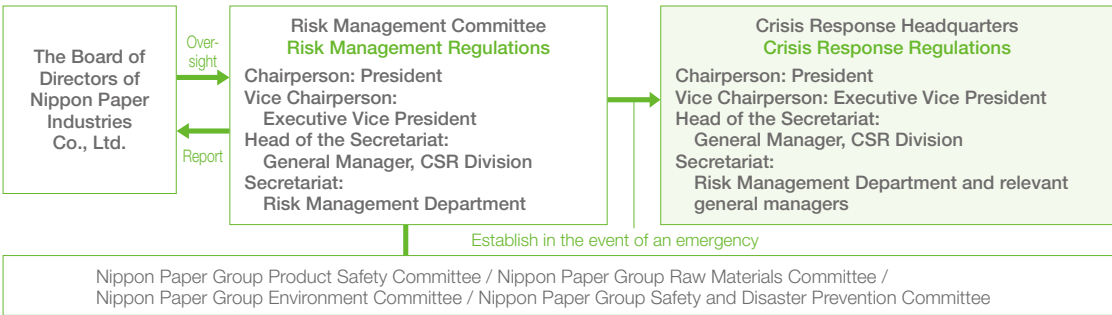 The Board of
Directors of
Nippon Paper
Industries
Co., Ltd.
Over-
sight
Report
Risk Management Committee
Risk Management Regulations
Chairperson: President
Vice Chairperson:
Executive Vice President
Head of the Secretariat:
General Manager, CSR Division
Secretariat:
Risk Management Department
Crisis Response Headquarters
Crisis Response Regulations
Chairperson: President
Vice Chairperson: Executive Vice President
Head of the Secretariat:
General Manager, CSR Division
Secretariat:
Risk Management Department and relevant
general managers
Establish in the event of an emergency
Nippon Paper Group Product Safety Committee / Nippon Paper Group Raw Materials Committee /
Nippon Paper Group Environment Committee / Nippon Paper Group Safety and Disaster Prevention Committee